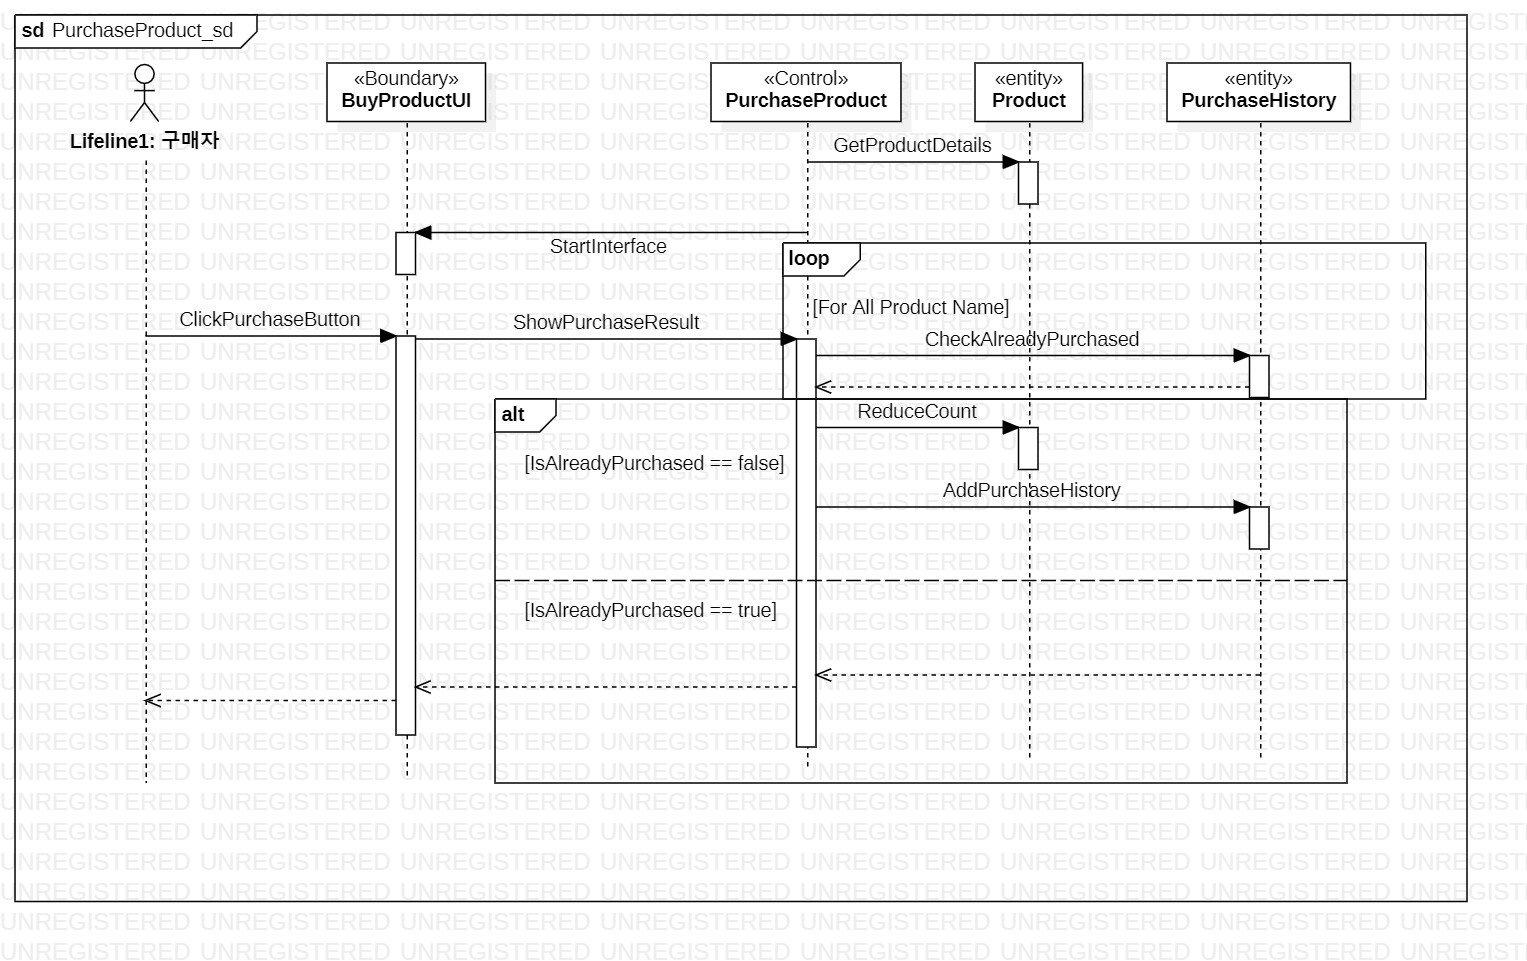 sd PurchaseProduct_sd
Lifeline1: 구매자
«Boundary»
BuyProductUI
«Control»
PurchaseProduct
«entity»
Product
«entity»
PurchaseHistory
GetProductDetails
StartInterface
loop
[For All Product Name]
ClickPurchaseButton
ShowPurchaseResult
CheckAlreadyPurchased
alt
ReduceCount
[IsAlreadyPurchased == false]
AddPurchaseHistory
[IsAlreadyPurchased == true]
UNREGISTERED